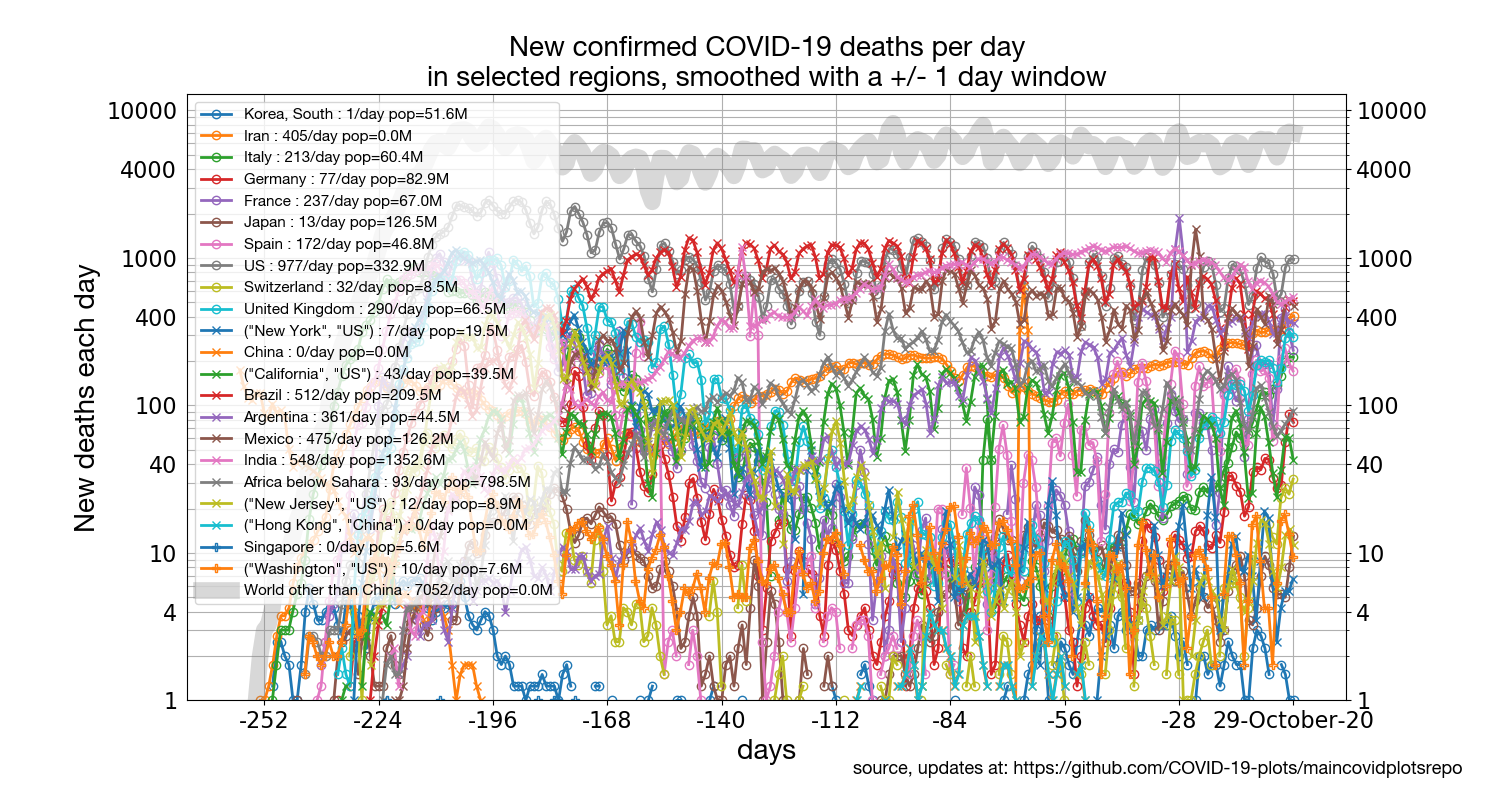 New confirmed COVID-19 deaths per day
in selected regions, smoothed with a +/- 1 day window
10000
4000
1000
400
100
40
10
4
1
New deaths each day
Korea, South : 1/day pop=51.6M
Iran : 405/day pop=0.0M
Italy : 213/day pop=60.4M
Germany : 77/day pop=82.9M
France : 237/day pop=67.0M
Japan : 13/day pop=126.5M
Spain : 172/day pop=46.8M
US : 977/day pop=332.9M
Switzerland : 32/day pop=8.5M
United Kingdom : 290/day pop=66.5M
("New York", "US") : 7/day pop=19.5M
China : 0/day pop=0.0M
("California", "US") : 43/day pop=39.5M
Brazil : 512/day pop=209.5M
Argentina : 361/day pop=44.5M
Mexico : 475/day pop=126.2M
India : 548/day pop=1352.6M
Africa below Sahara : 93/day pop=798.5M
("New Jersey", "US") : 12/day pop=8.9M
("Hong Kong", "China") : 0/day pop=0.0M
Singapore : 0/day pop=5.6M
("Washington", "US") : 10/day pop=7.6M
World other than China : 7052/day pop=0.0M
10000
4000
1000
400
100
40
10
4
1
-252 -224 -196 -168 -140 -112 -84 -56 -28 29-October-20
days
source, updates at: https://github.com/COVID-19-plots/maincovidplotsrepo